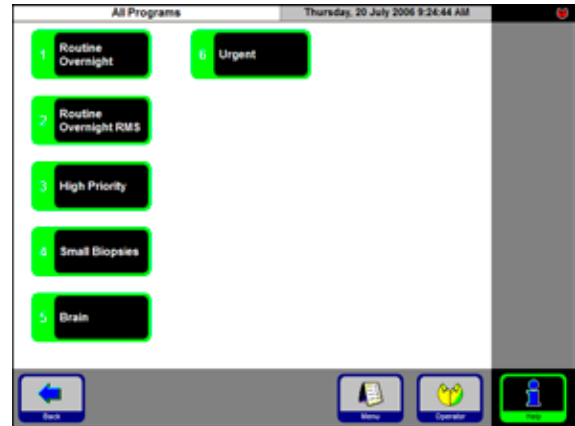 All Programs
Thursday, 20 July 2006 9:24:44 AM
1
Routine
Overnight
6
Urgent
2
Routine
Overnight RMS
3
High Priority
4
Small Biopsies
5
Brain
Back
Menu
Operator
Help